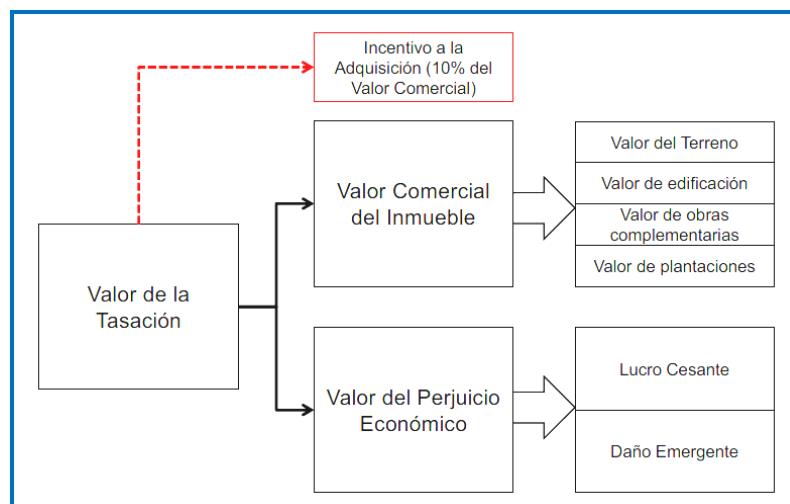 Incentivo a la
Adquisición (10% del
Valor Comercial)
Valor Comercial
del Inmueble
Valor del Terreno
Valor de edificación
Valor de obras
complementarias
Valor de plantaciones
Valor de la
Tasación
Valor del Perjuicio
Económico
Lucro Cesante
Daño Emergente